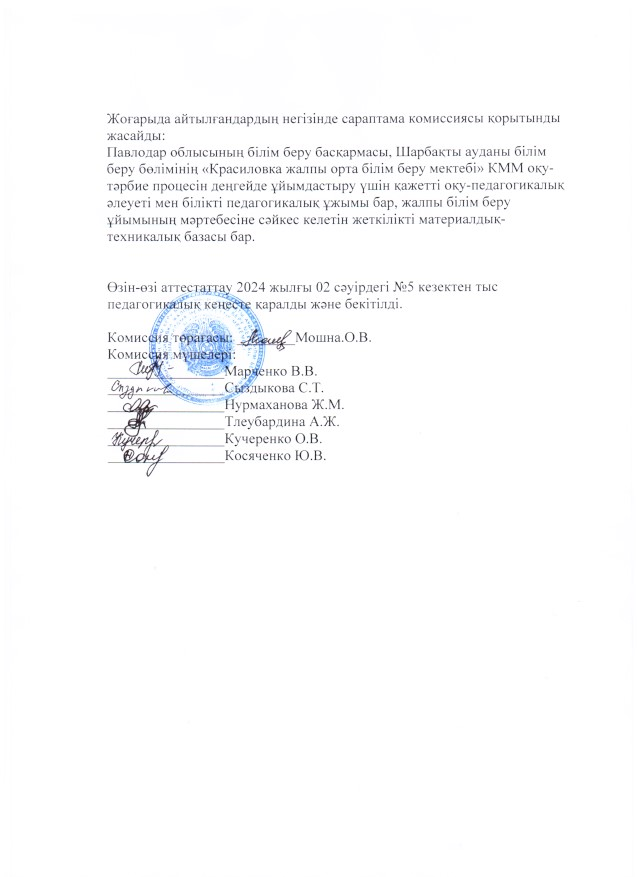 Жоғарыда айтылғандардың негізінде сараптама комиссиясы қорытынды
жасайды:
Павлодар облысының білім беру басқармасы, Шарбақты ауданы білім
беру бөлімінің «Красиловка жалпы орта білім беру мектебі» КММ оқу-
тәрбие процесін деңгейде ұйымдастыру үшін қажетті оқу-педагогикалық
әлеуеті мен білікті педагогикалық ұжымы бар, жалпы білім беру
ұйымының мәртебесіне сәйкес келетін жеткілікті материалдық-
техникалық базасы бар.
Өзін-өзі аттестаттау 2024 жылғы 02 сәуірдегі №5 кезектен тыс
педагогикалық кеңесте қаралды және бекітілді.
Комиссия төрағасы: Мошна.О.В.
Комиссия мүшелері:
Марченко В.В.
Сыздыкова С.Т.
Нурмаханова Ж.М.
Тлеубардина А.Ж.
Кучеренко О.В.
Косяченко Ю.В.